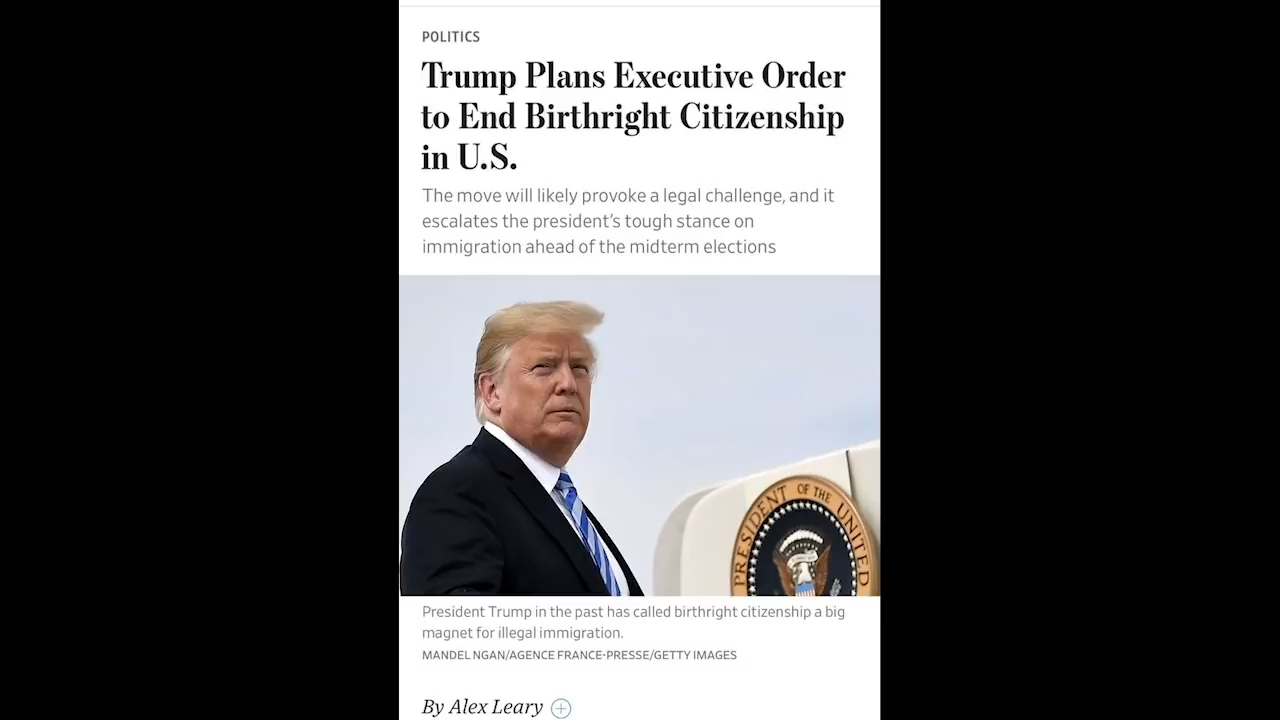 POLITICS
Trump Plans Executive Order
to End Birthright Citizenship
in U.S.
The move will likely provoke a legal challenge, and it
escalates the president's tough stance on
immigration ahead of the midterm elections
PRESIDENT OF THE UNITED
President Trump in the past has called birthright citizenship a big
magnet for illegal immigration.
MANDEL NGAN/AGENCE FRANCE-PRESSE/GETTY IMAGES
By Alex Leary